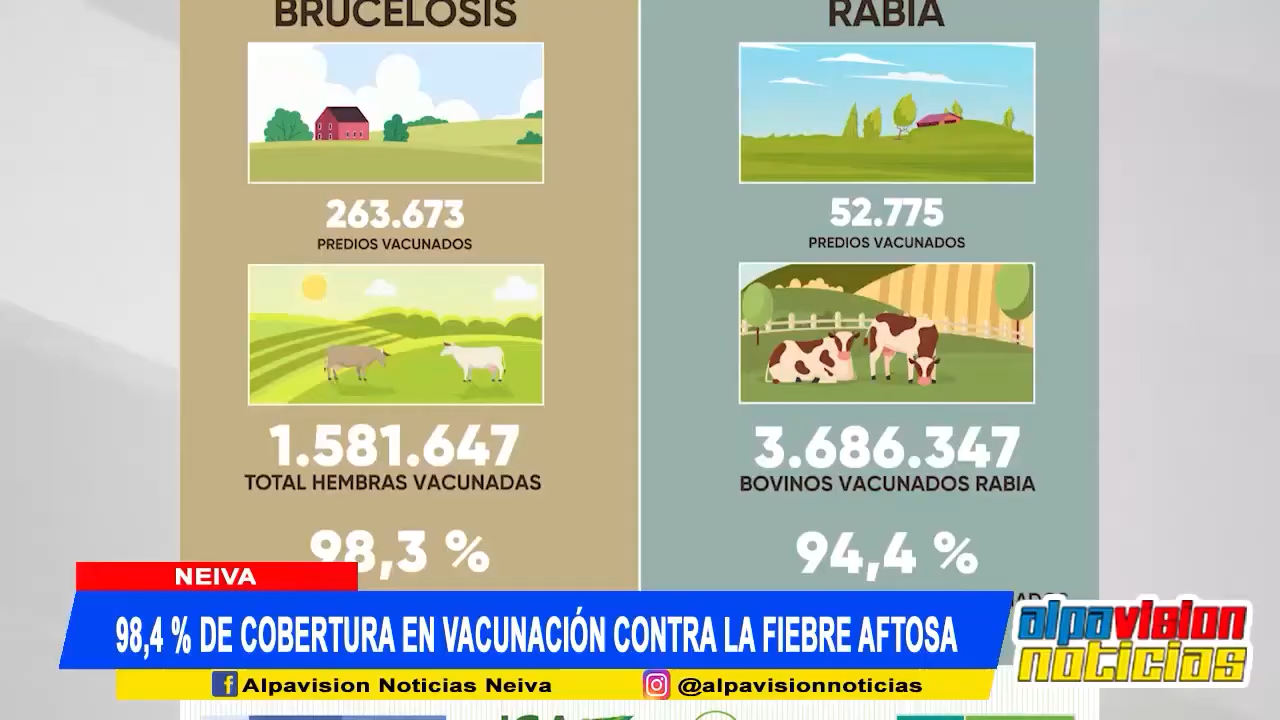 BRUCELOSIS
263.673
PREDIOS VACUNADOS
1.581.647
TOTAL HEMBRAS VACUNADAS
98,3 %
RABIA
52.775
PREDIOS VACUNADOS
3.686.347
BOVINOS VACUNADOS RABIA
94,4 %
NEIVA
98,4 % DE COBERTURA EN VACUNACIÓN CONTRA LA FIEBRE AFTOSA
Alpavision Noticias Neiva
@alpavisionnoticias
alpavision
noticias